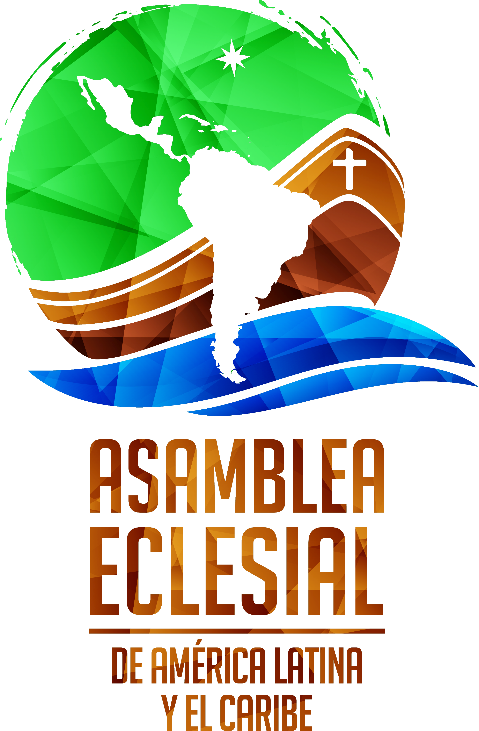 ASAMBLEA
ECLESIAL
DE AMÉRICA LATINA
Y EL CARIBE